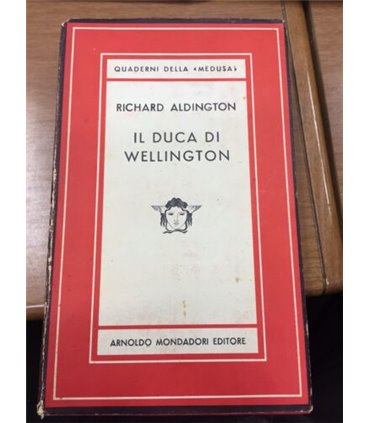 QUADERNI DELLA «MEDUSA»
RICHARD ALDINGTON
IL DUCA DI
WELLINGTON
ARNOLDO MONDADORI EDITORE